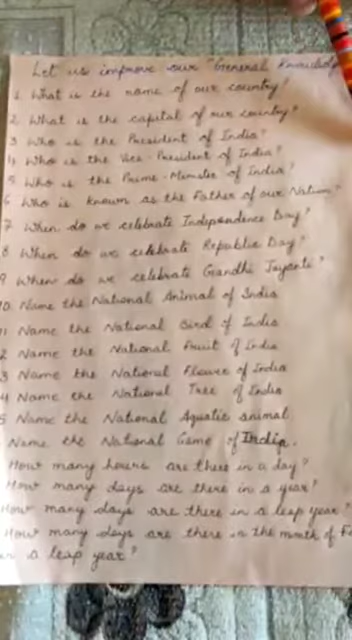 Let us improve our "General Knowledge
1 What is the name of our country?
2 What is the capital of our country?
3 Who is the President of India?
4 Who is the Vice-President of India?
5 Who is the Prime-Minister of India?
6 Who is known as the Father of our Nation?
7 When do we celebrate Independence Day?
8 When do we celebrate Republic Day?
9 When do we celebrate Gandhi Jayanti?
10 Name the National Animal of India
11 Name the National Bird of India
2 Name the National Fruit of India
3 Name the National Flower of India
4 Name the National Tree of India
5 Name the National Aquatic animal
Name the National Game of India.
How many hours are there in a day?
How many days are there in a year?
How many days are there in a leap year?
How many days are there in the month of
in a leap year?